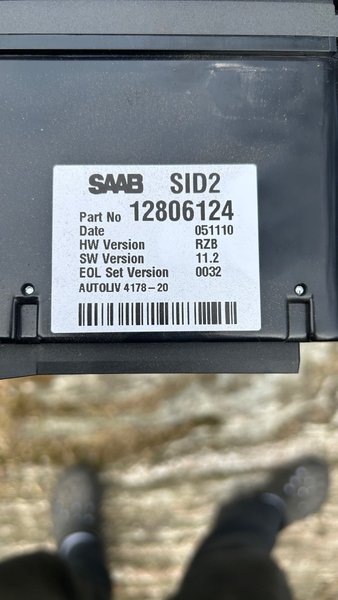 SAAB SID2
Part No 12806124
Date 051110
HW Version RZB
SW Version 11.2
EOL Set Version 0032
AUTOLIV 4178-20